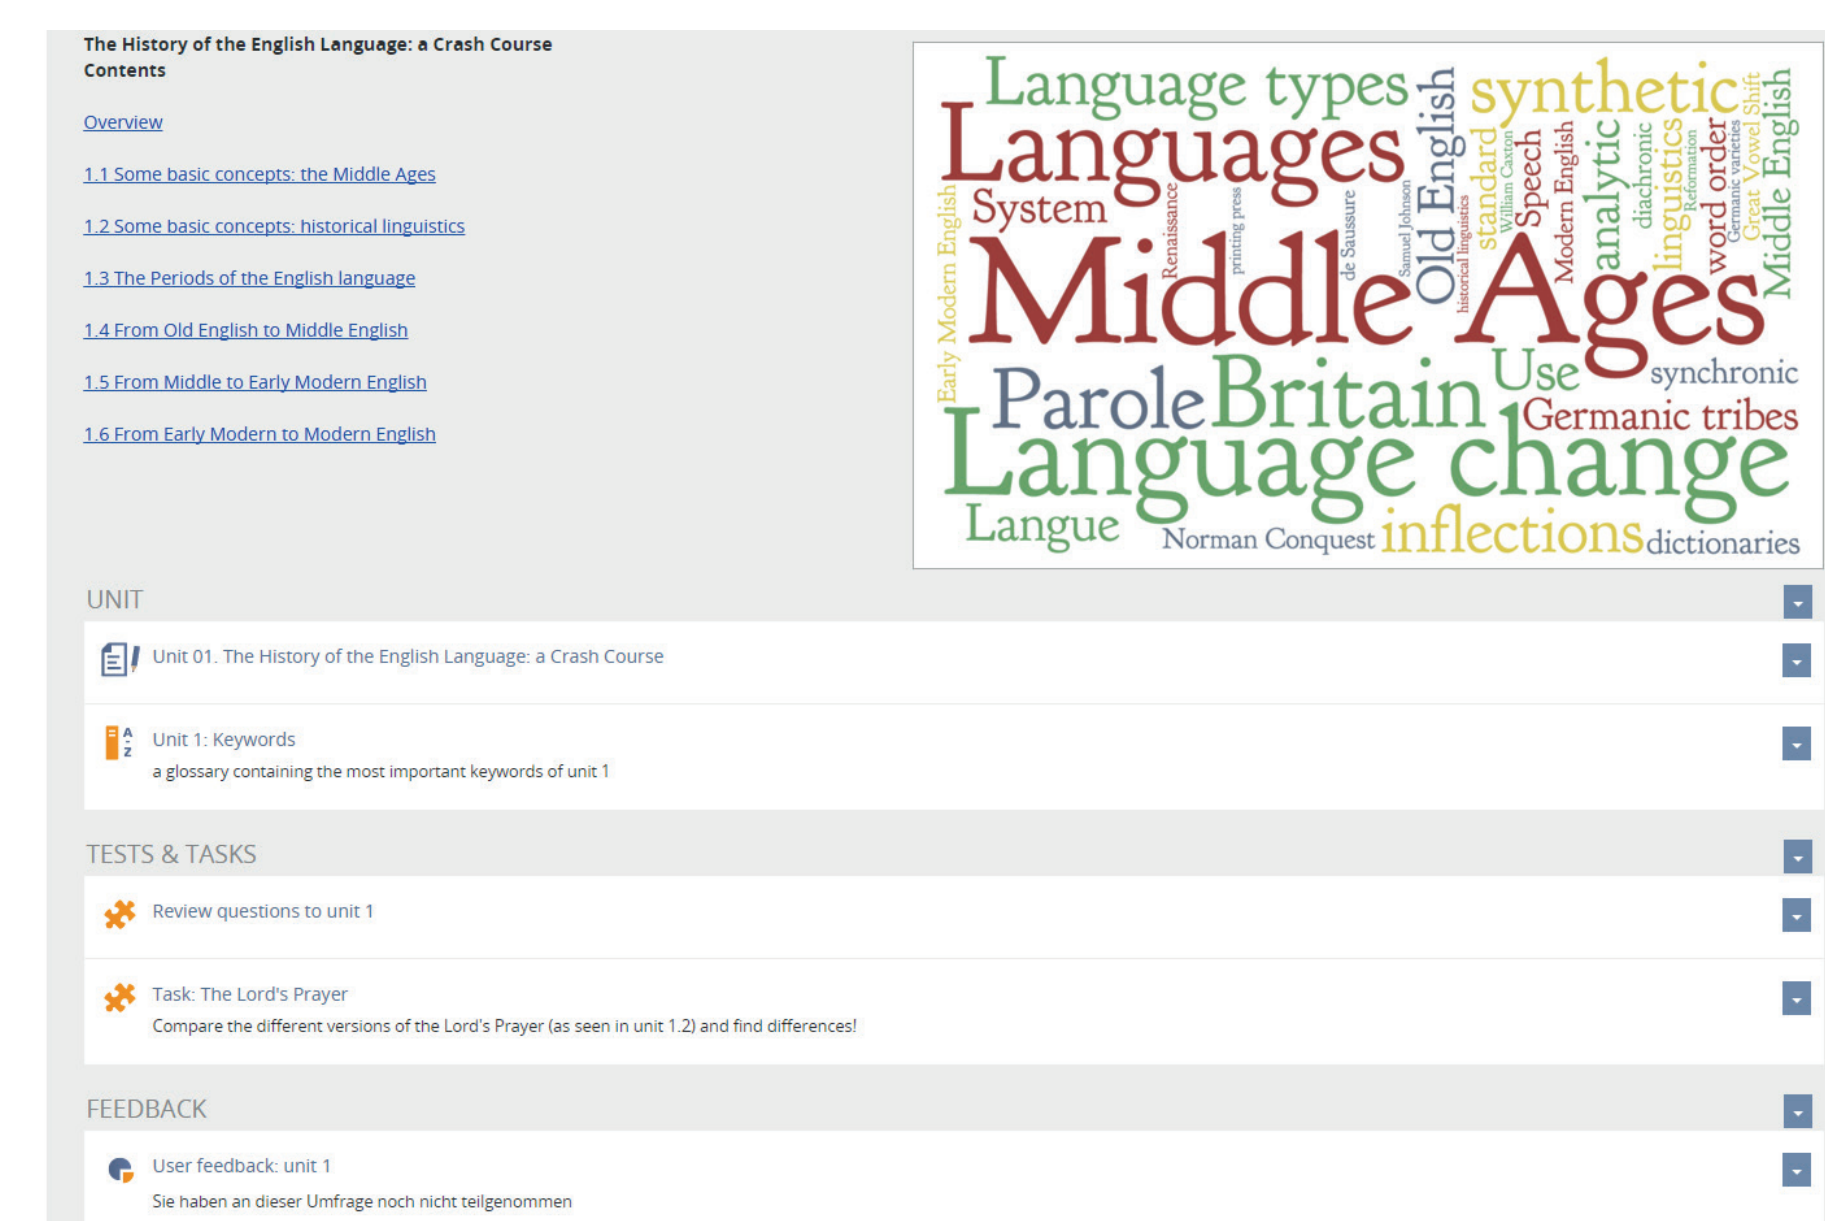 The History of the English Language: a Crash Course
Contents
Overview
1.1 Some basic concepts: the Middle Ages
1.2 Some basic concepts: historical linguistics
1.3 The Periods of the English language
1.4 From Old English to Middle English
1.5 From Middle to Early Modern English
1.6 From Early Modern to Modern English
Language types
synthetic
Languages
Old English
standard
William Caxton
Speech
Modern English
analytic
diachronic
linguistics
Reformation
word order
Germanic varieties
Great Vowel Shift
Middle English
Early Modern English
System
Renaissance
printing press
de Saussure
Samuel Johnson
historical linguistics
Middle Ages
Parole
Britain
Use
synchronic
Germanic tribes
Language change
Langue
Norman Conquest
inflections
dictionaries
UNIT
Unit 01. The History of the English Language: a Crash Course
A
-
Z
Unit 1: Keywords
a glossary containing the most important keywords of unit 1
TESTS & TASKS
Review questions to unit 1
Task: The Lord's Prayer
Compare the different versions of the Lord's Prayer (as seen in unit 1.2) and find differences!
FEEDBACK
User feedback: unit 1
Sie haben an dieser Umfrage noch nicht teilgenommen